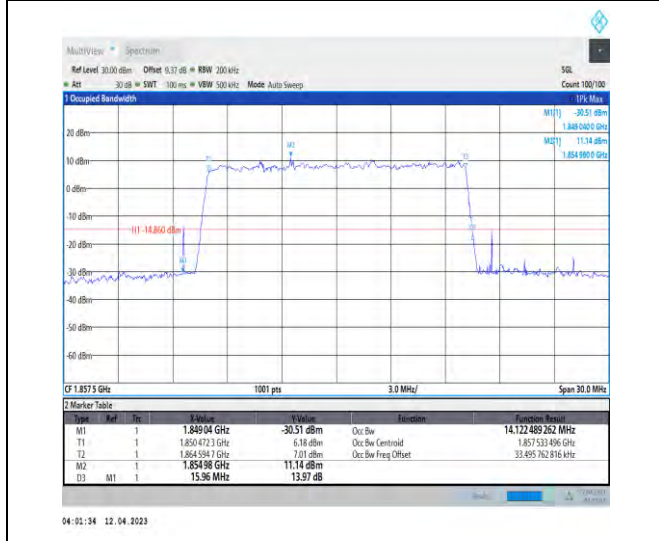 MultiView Spectrum
Ref Level 30.00 dBm Offset 9.37 dB RBW 200 kHz SGL
Att 30 dB SWT 100 ms VBW 500 kHz Mode Auto Sweep Count 100/100
1 Occupied Bandwidth 1Pk Max
M1[1] -30.51 dBm
1.849 040 0 GHz
20 dBm M2[1] 11.14 dBm
M2 1.854 980 0 GHz
10 dBm T1 T2
0 dBm
-10 dBm
H1 -14.860 dBm
-30 dBm
-40 dBm
-50 dBm
-60 dBm
CF 1.857 5 GHz 1001 pts 3.0 MHz/ Span 30.0 MHz
2 Marker Table
Type Ref Trc X-Value Y-Value Function Function Result
M1 1 1.849 04 GHz -30.51 dBm Occ Bw 14.122 489 262 MHz
T1 1 1.850 472 3 GHz 6.18 dBm Occ Bw Centroid 1.857 533 496 GHz
T2 1 1.864 594 7 GHz 7.01 dBm Occ Bw Freq Offset 33.495 762 816 kHz
M2 1 1.854 98 GHz 11.14 dBm
D3 M1 1 15.96 MHz 13.97 dB
04:01:34 12.04.2023